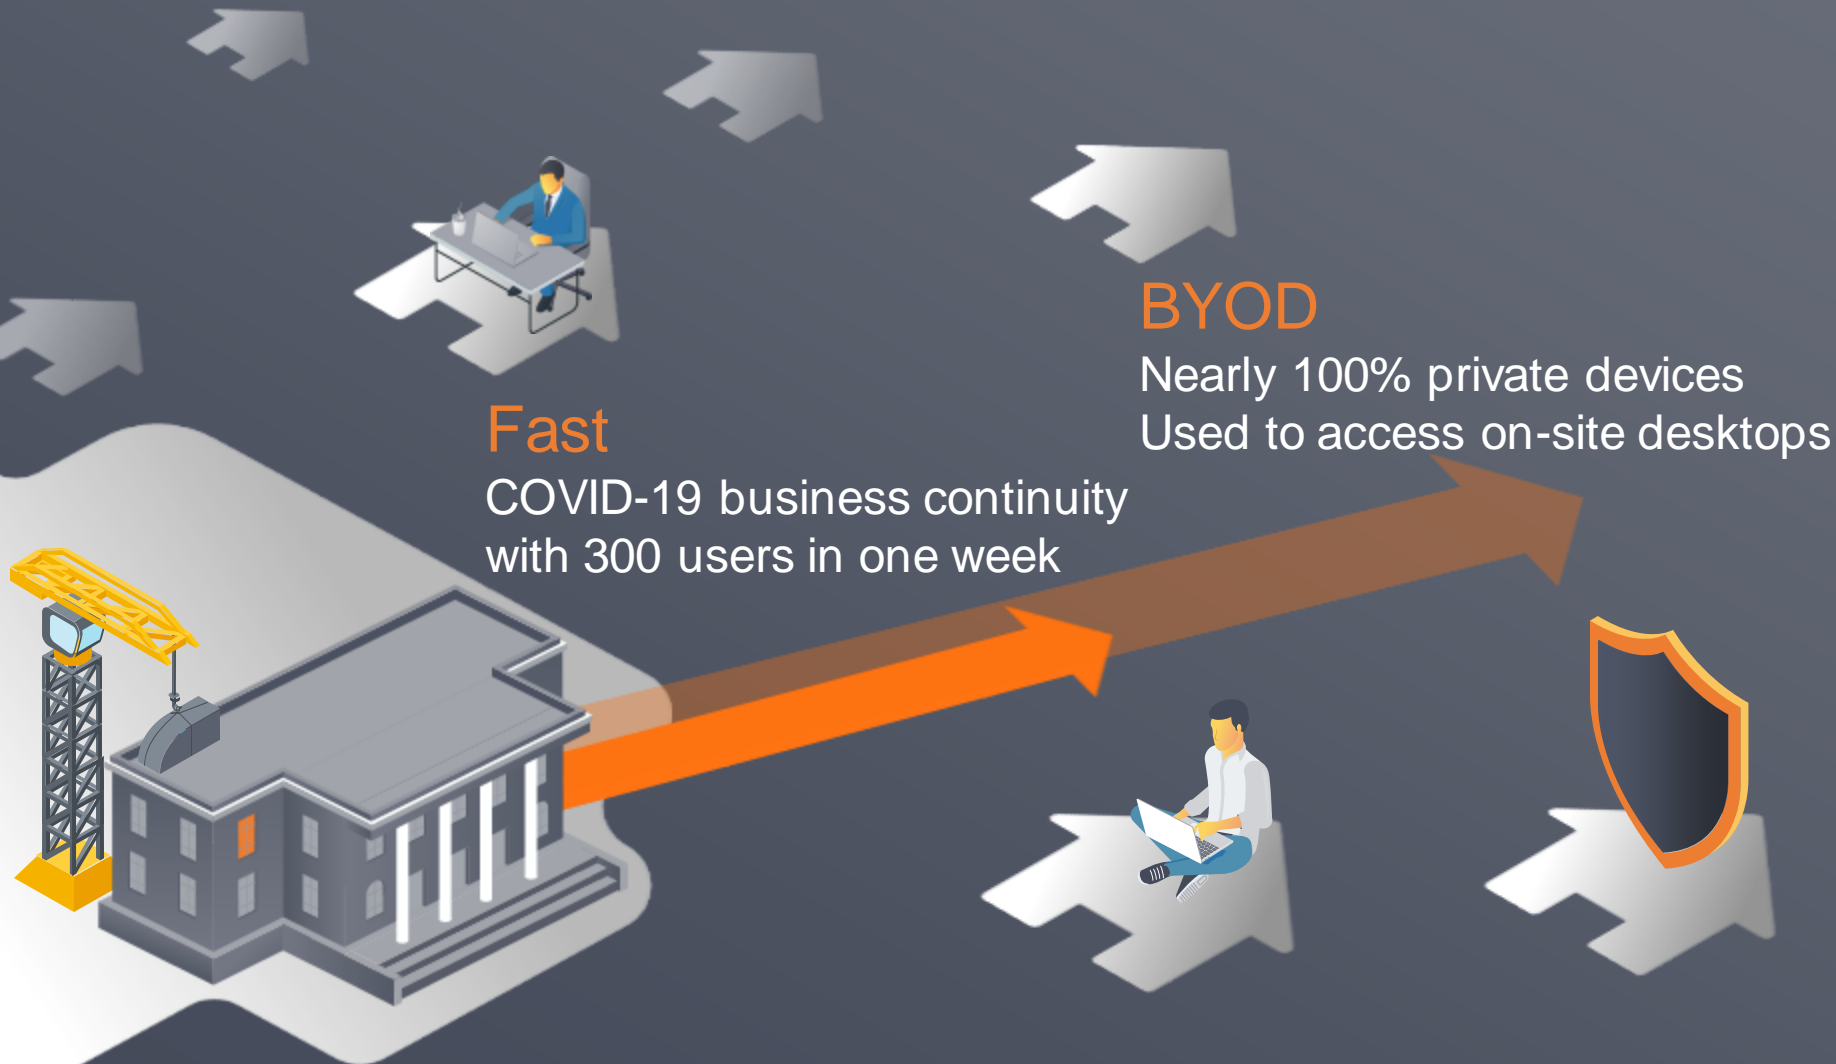 Fast
COVID-19 business continuity
with 300 users in one week
BYOD
Nearly 100% private devices
Used to access on-site desktops